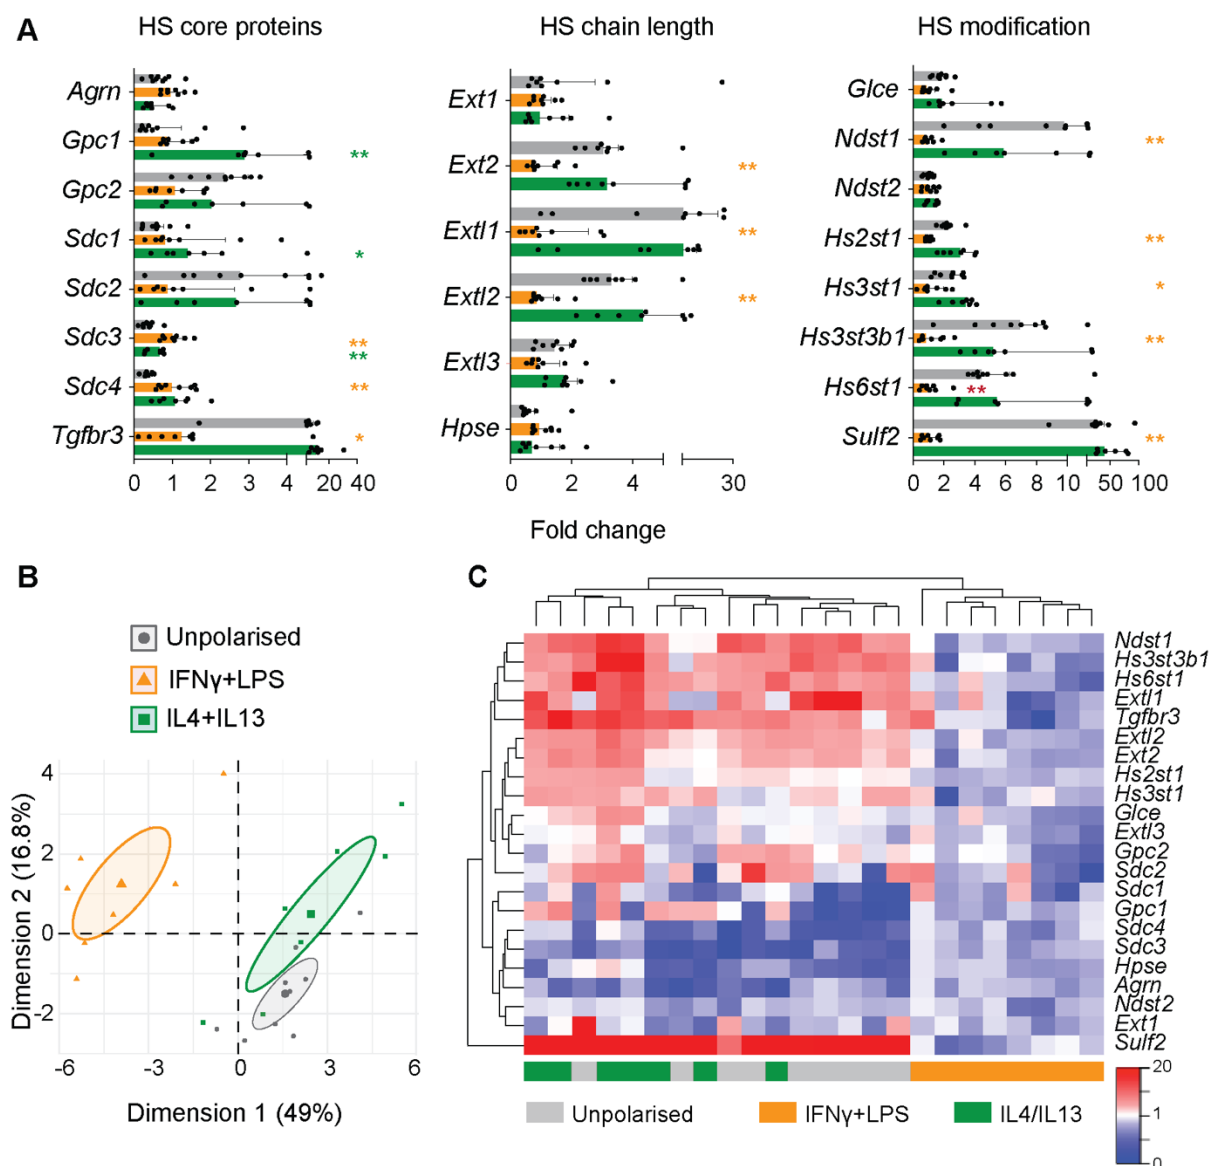 A
HS core proteins
HS chain length
HS modification
Agrn
Gpc1
**
Gpc2
Sdc1
*
Sdc2
Sdc3
**
**
Sdc4
**
Tgfbr3
*
0 1 2 3 4 20 40
Ext1
Ext2
**
Extl1
**
Extl2
**
Extl3
Hpse
0 2 4 30
Glce
Ndst1
**
Ndst2
Hs2st1
**
Hs3st1
*
Hs3st3b1
**
Hs6st1
**
Sulf2
**
0 2 4 6 8 10 50 100
Fold change
B
Unpolarised
IFNγ+LPS
IL4+IL13
Dimension 2 (16.8%)
4
2
0
-2
-6 -3 0 3 6
Dimension 1 (49%)
C
Ndst1
Hs3st3b1
Hs6st1
Extl1
Tgfbr3
Extl2
Ext2
Hs2st1
Hs3st1
Glce
Extl3
Gpc2
Sdc2
Sdc1
Gpc1
Sdc4
Sdc3
Hpse
Agrn
Ndst2
Ext1
Sulf2
20
1
0
Unpolarised
IFNγ+LPS
IL4/IL13